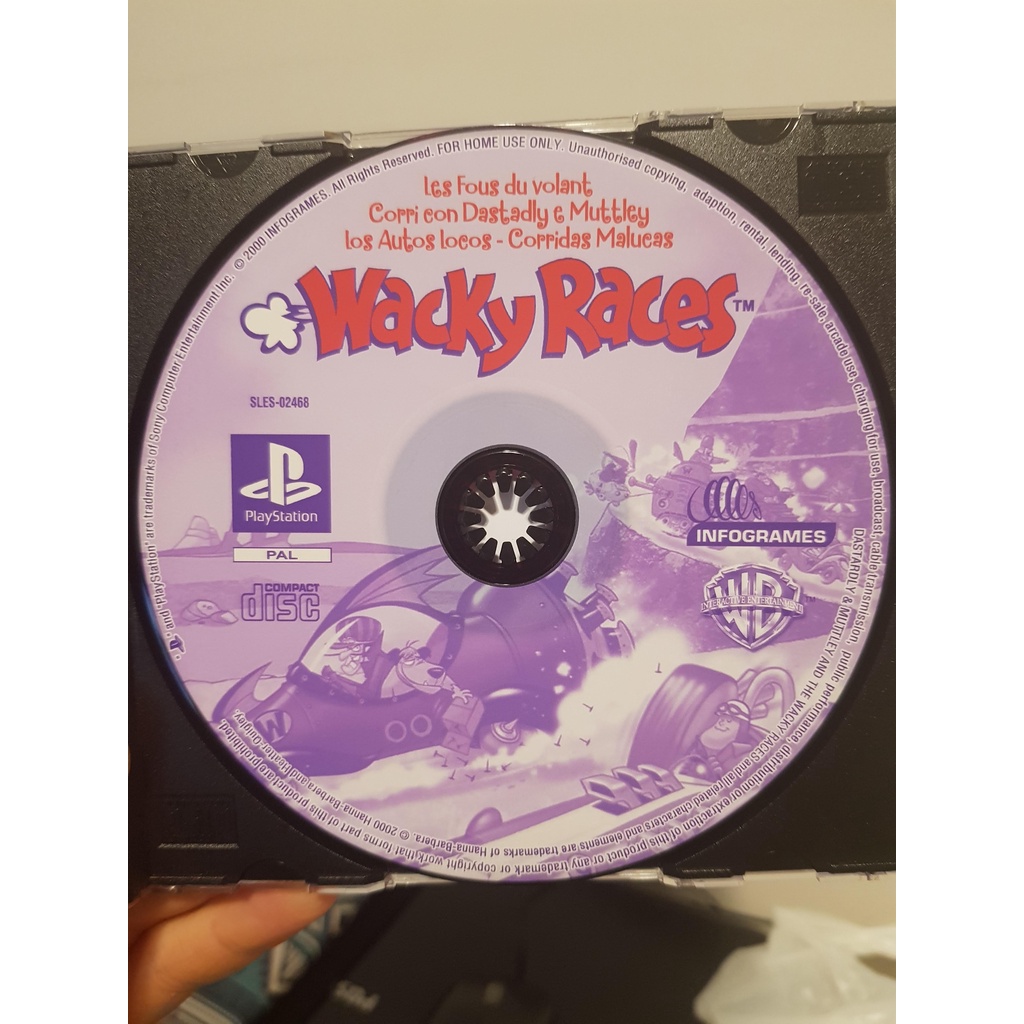 Les Fous du volant
Corri con Dastadly e Muttley
los Autos locos - Corridas Malucas
Wacky Races™
SLES-02468
PlayStation
PAL
COMPACT
disc
INFOGRAMES
WB
INTERACTIVE ENTERTAINMENT
™
W
and "PlayStation" are trademarks of Sony Computer Entertainment Inc. © 2000 INFOGRAMES. All Rights Reserved. FOR HOME USE ONLY. Unauthorised copying, adaption, rental, lending, re-sale, arcade use, charging for use, broadcast, cable transmission, public performance, distribution or extraction of this product or any trademark or copyright work that forms part of this product are prohibited.
DASTARDLY & MUTTLEY AND THE WACKY RACES and all related characters and elements are trademarks of Hanna-Barbera. © 2000 Hanna-Barbera and Heatter-Quigley.